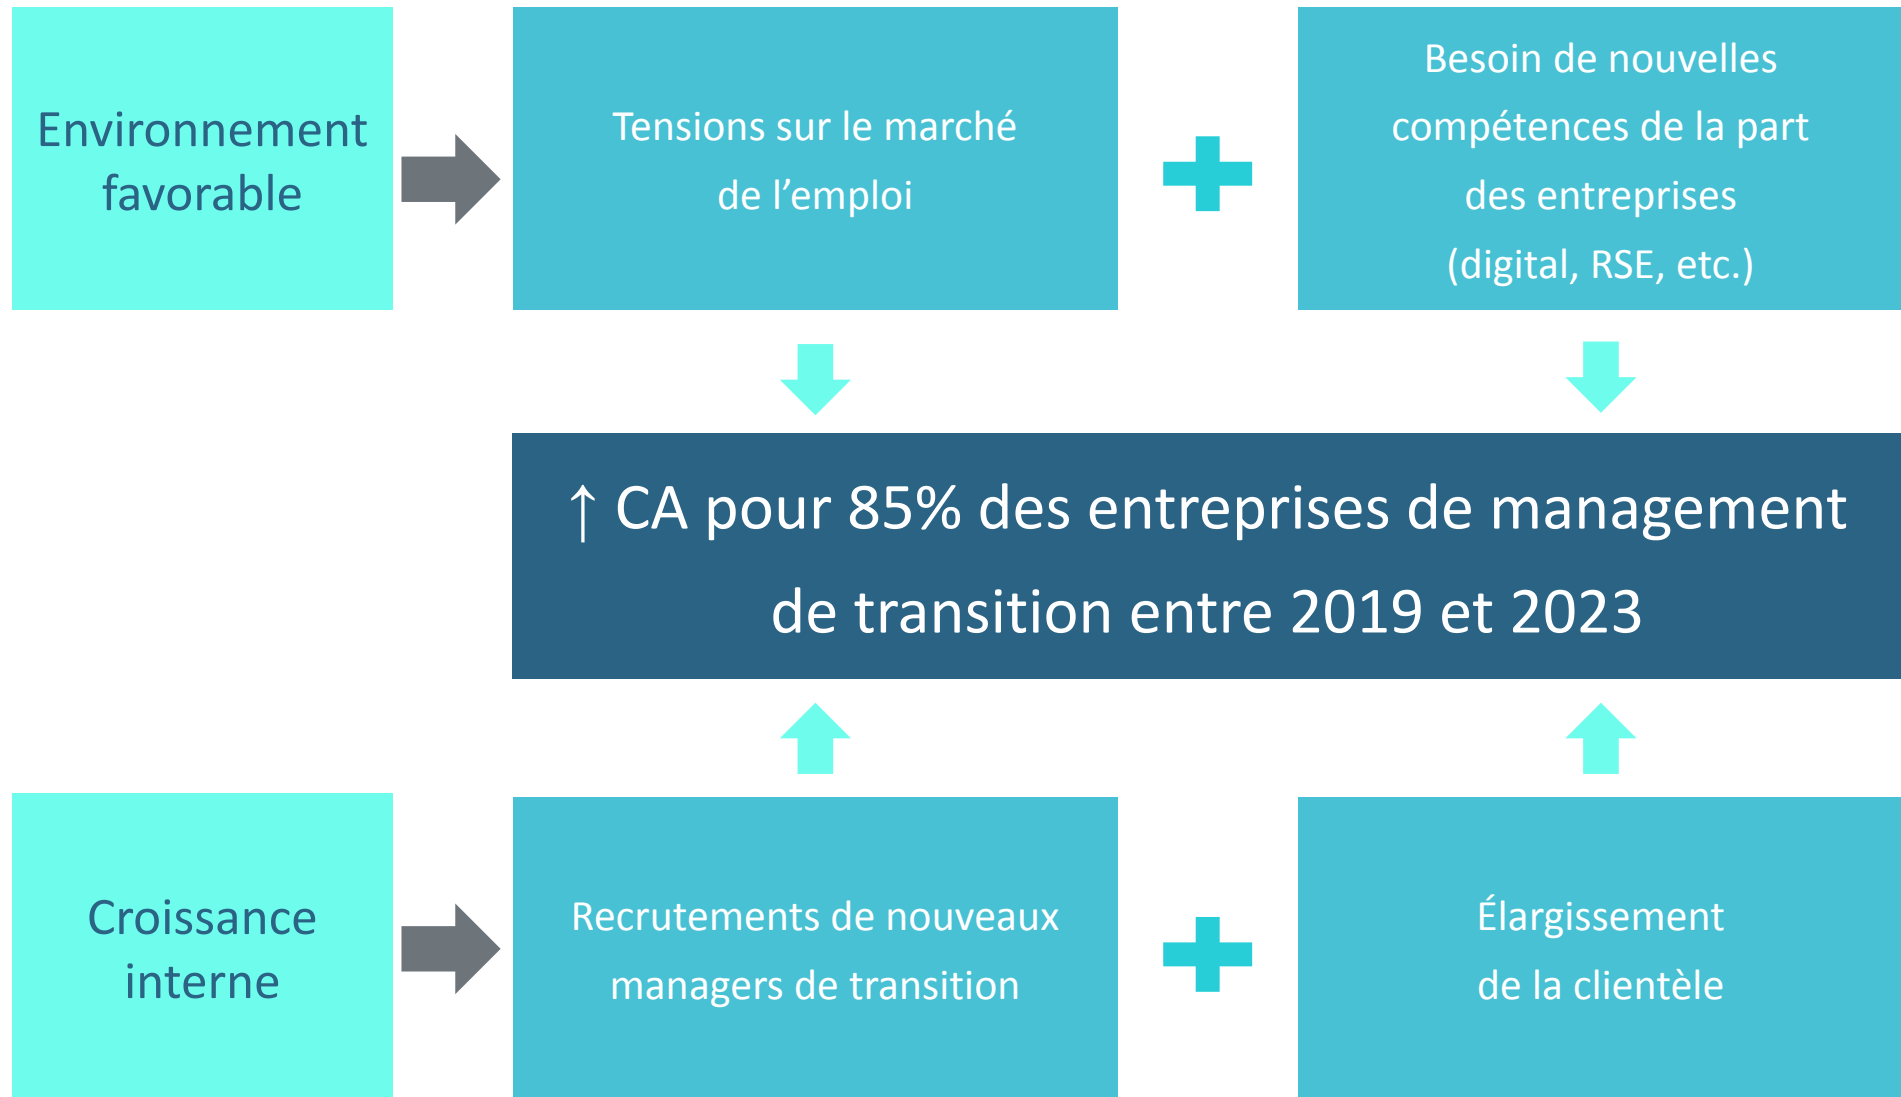 Environnement
favorable
Tensions sur le marché
de l’emploi
Besoin de nouvelles
compétences de la part
des entreprises
(digital, RSE, etc.)
↑ CA pour 85% des entreprises de management
de transition entre 2019 et 2023
Croissance
interne
Recrutements de nouveaux
managers de transition
Élargissement
de la clientèle